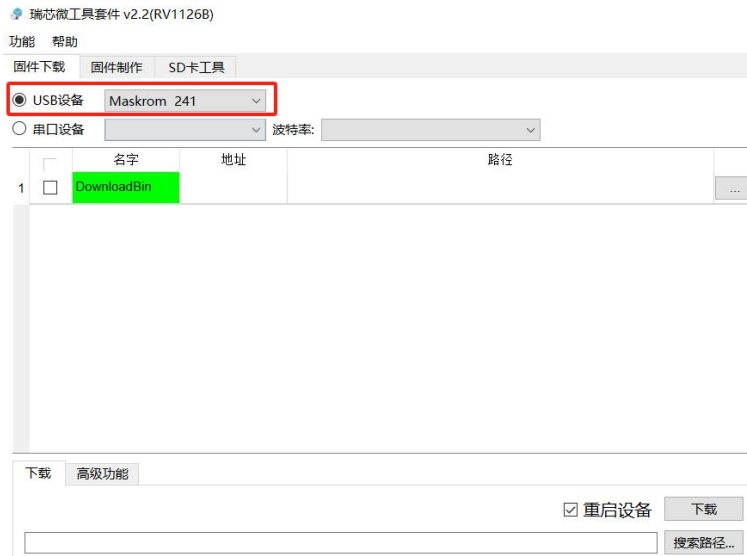 瑞芯微工具套件 v2.2(RV1126B)
功能 帮助
固件下载 固件制作 SD卡工具
USB设备 Maskrom 241
串口设备 波特率:
名字 地址 路径
1 DownloadBin ...
下载 高级功能
重启设备 下载
搜索路径...